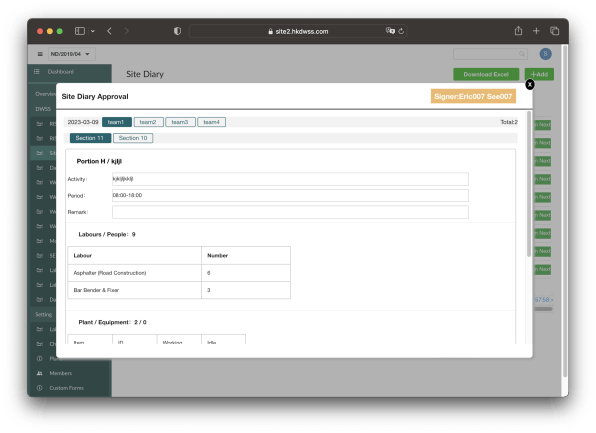 site2.hkdwss.com
ND/2019/04
Dashboard
Site Diary
Download Excel
+Add
Overview
DWSS
Site Diary Approval
Signer:Eric007 See007
X
2023-03-09 team1 team2 team3 team4 Total:2
Section 11 Section 10
Portion H / kjljl
Activity:
Period: 08:00-18:00
Remark:
Labours / People: 9
Labour Number
Asphalter (Road Construction) 6
Bar Bender & Fixer 3
Plant / Equipment: 2 / 0
Item ID Working Idle
Setting
Members
Custom Forms